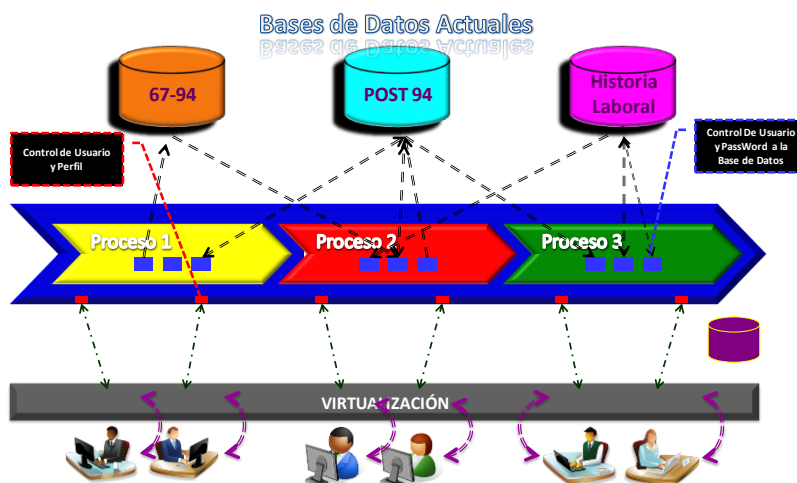 Bases de Datos Actuales
67-94
POST 94
Historia
Laboral
Control de Usuario
y Perfil
Control De Usuario
y PassWord a la
Base de Datos
Proceso 1
Proceso 2
Proceso 3
VIRTUALIZACIÓN